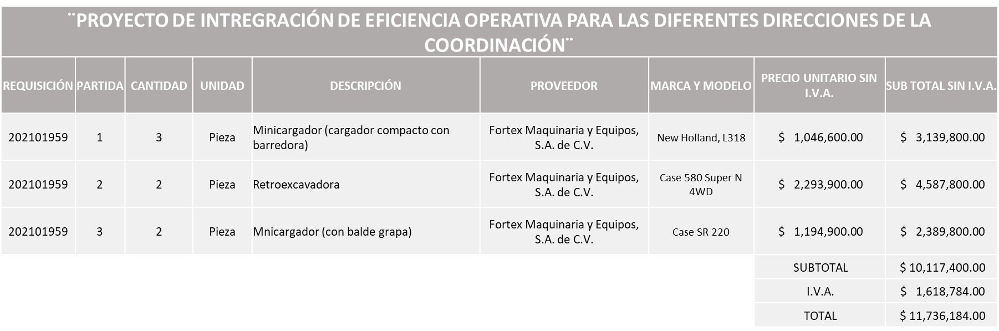 ¨PROYECTO DE INTREGRACIÓN DE EFICIENCIA OPERATIVA PARA LAS DIFERENTES DIRECCIONES DE LA
COORDINACIÓN¨
REQUISICIÓN PARTIDA CANTIDAD UNIDAD DESCRIPCIÓN PROVEEDOR MARCA Y MODELO PRECIO UNITARIO SIN I.V.A. SUB TOTAL SIN I.V.A.
202101959 1 3 Pieza Minicargador (cargador compacto con barredora) Fortex Maquinaria y Equipos, S.A. de C.V. New Holland, L318 $ 1,046,600.00 $ 3,139,800.00
202101959 2 2 Pieza Retroexcavadora Fortex Maquinaria y Equipos, S.A. de C.V. Case 580 Super N 4WD $ 2,293,900.00 $ 4,587,800.00
202101959 3 2 Pieza Mnicargador (con balde grapa) Fortex Maquinaria y Equipos, S.A. de C.V. Case SR 220 $ 1,194,900.00 $ 2,389,800.00
SUBTOTAL $ 10,117,400.00
I.V.A. $ 1,618,784.00
TOTAL $ 11,736,184.00